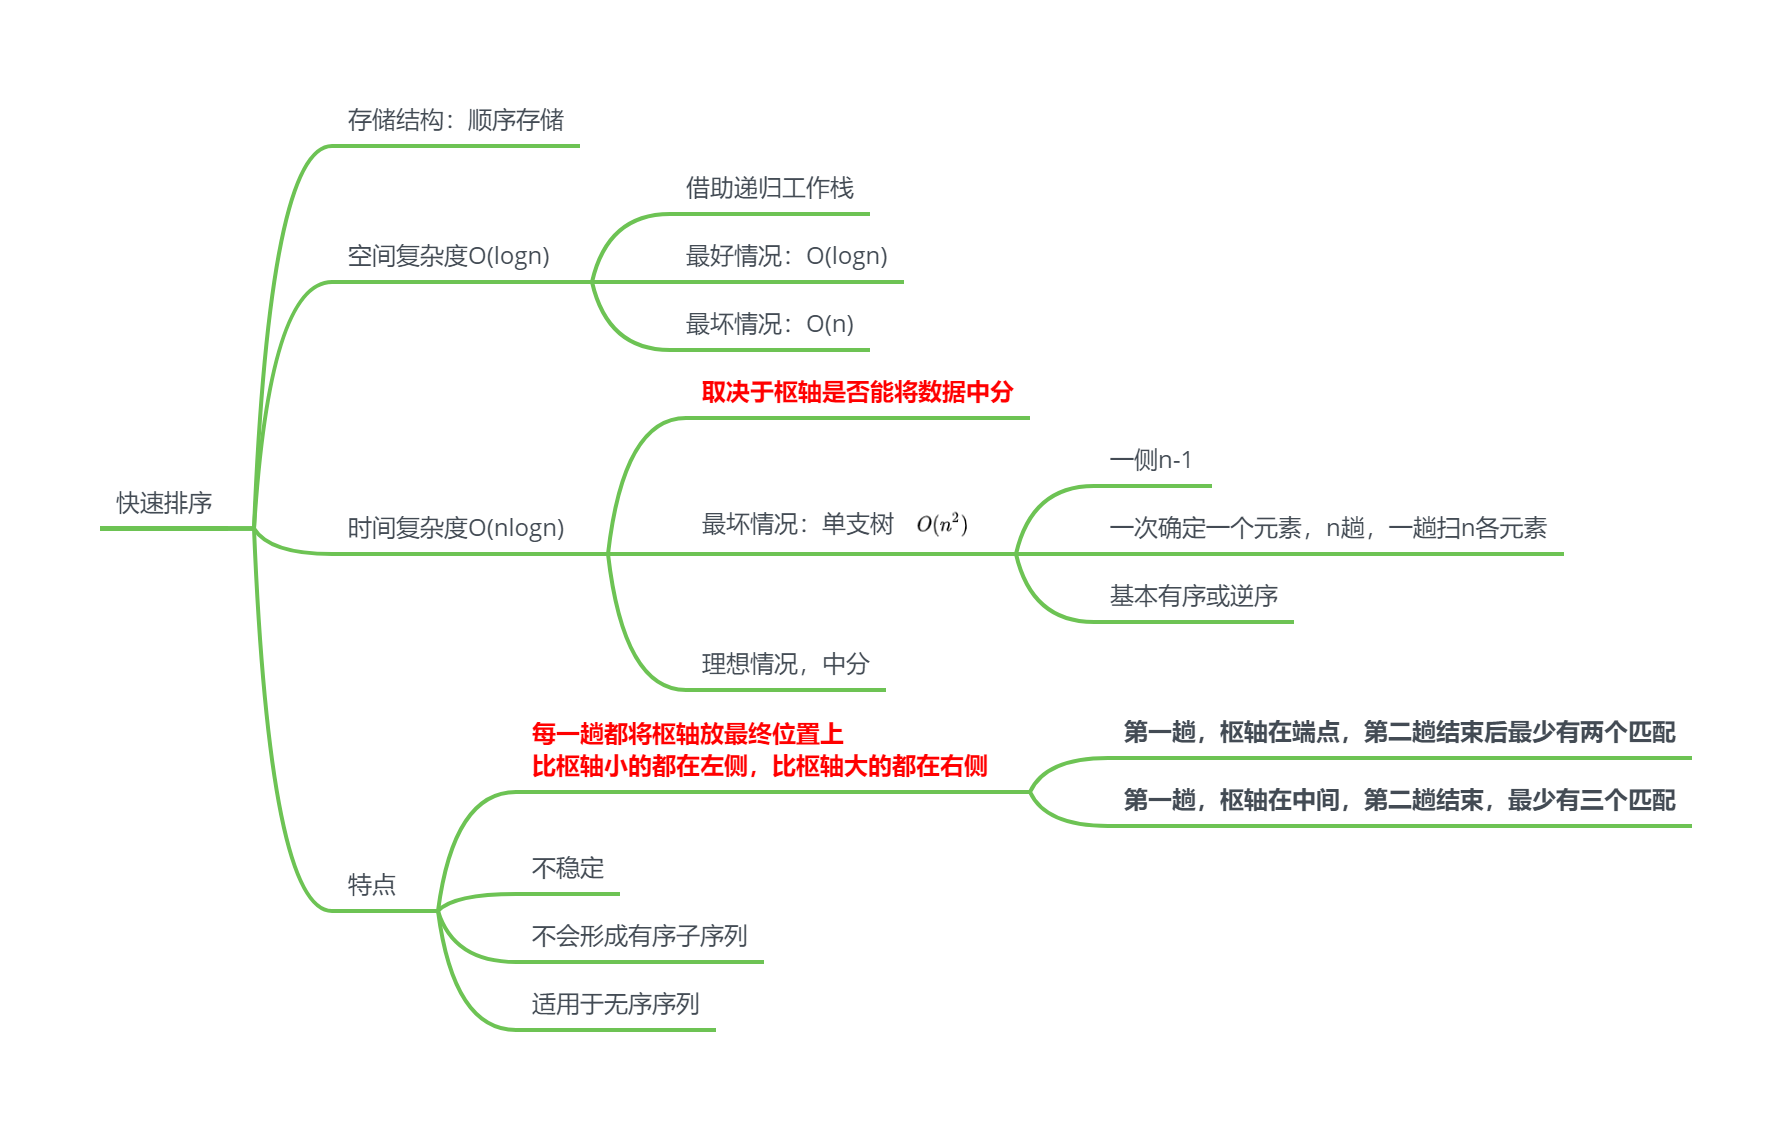 快速排序
存储结构：顺序存储
空间复杂度O(logn)
借助递归工作栈
最好情况：O(logn)
最坏情况：O(n)
时间复杂度O(nlogn)
取决于枢轴是否能将数据中分
最坏情况：单支树 O(n²)
一侧n-1
一次确定一个元素，n趟，一趟扫n各元素
基本有序或逆序
理想情况，中分
特点
每一趟都将枢轴放最终位置上
比枢轴小的都在左侧，比枢轴大的都在右侧
第一趟，枢轴在端点，第二趟结束后最少有两个匹配
第一趟，枢轴在中间，第二趟结束，最少有三个匹配
不稳定
不会形成有序子序列
适用于无序序列